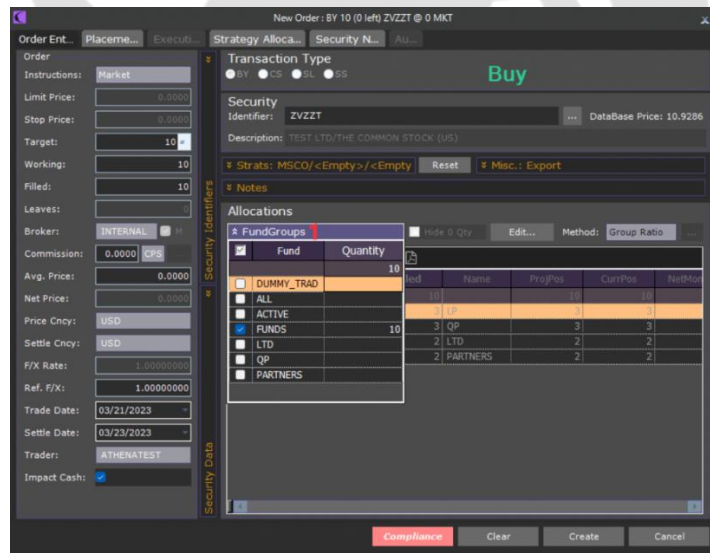 New Order : BY 10 (0 left) ZVZZT @ 0 MKT
Order Ent... Placeme... Executi... Strategy Alloca... Security N... Au...
Order
Instructions: Market
Limit Price: 0.0000
Stop Price: 0.0000
Target: 10
Working: 10
Filled: 10
Leaves: 0
Broker: INTERNAL M
Commission: 0.0000 CPS
Avg. Price: 0.0000
Net Price: 0.0000
Price Cncy: USD
Settle Cncy: USD
F/X Rate: 1.00000000
Ref. F/X: 1.00000000
Trade Date: 03/21/2023
Settle Date: 03/23/2023
Trader: ATHENATEST
Impact Cash:
Security Identifiers
Security Data
Transaction Type
BY CS SL SS
Buy
Security
Identifier: ZVZZT ... DataBase Price: 10.9286
Description: TEST LTD/THE COMMON STOCK (US)
Strats: MSCO/<Empty>/<Empty Reset Misc.: Export
Notes
Allocations
FundGroups 1 Hide 0 Qty Edit... Method: Group Ratio ...
Fund Quantity
10
DUMMY_TRAD
ALL
ACTIVE
FUNDS 10
LTD
QP
PARTNERS
led Name ProjPos CurrPos NetMon
10 10 10
3 LP 3 3
3 QP 3 3
2 LTD 2 2
2 PARTNERS 2 2
Compliance Clear Create Cancel